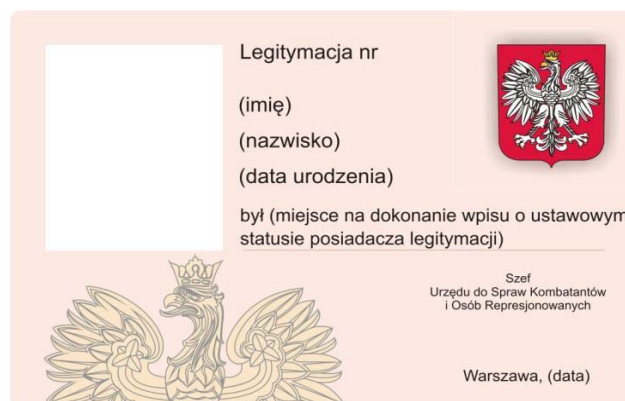 Legitymacja nr
(imię)
(nazwisko)
(data urodzenia)
był (miejsce na dokonanie wpisu o ustawowym
statusie posiadacza legitymacji)
Szef
Urzędu do Spraw Kombatantów
i Osób Represjonowanych
Warszawa, (data)